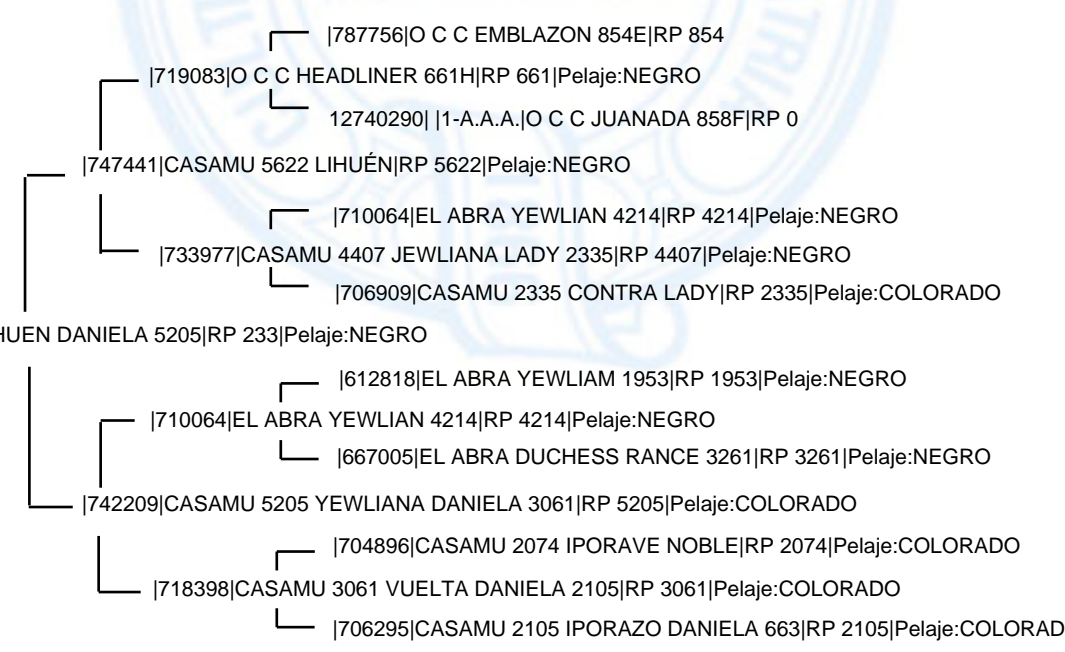 |787756|O C C EMBLAZON 854E|RP 854
|719083|O C C HEADLINER 661H|RP 661|Pelaje:NEGRO
12740290| |1-A.A.A.|O C C JUANADA 858F|RP 0
|747441|CASAMU 5622 LIHUÉN|RP 5622|Pelaje:NEGRO
|710064|EL ABRA YEWLIAN 4214|RP 4214|Pelaje:NEGRO
|733977|CASAMU 4407 JEWLIANA LADY 2335|RP 4407|Pelaje:NEGRO
|706909|CASAMU 2335 CONTRA LADY|RP 2335|Pelaje:COLORADO
HUEN DANIELA 5205|RP 233|Pelaje:NEGRO
|612818|EL ABRA YEWLIAM 1953|RP 1953|Pelaje:NEGRO
|710064|EL ABRA YEWLIAN 4214|RP 4214|Pelaje:NEGRO
|667005|EL ABRA DUCHESS RANCE 3261|RP 3261|Pelaje:NEGRO
|742209|CASAMU 5205 YEWLIANA DANIELA 3061|RP 5205|Pelaje:COLORADO
|704896|CASAMU 2074 IPORAVE NOBLE|RP 2074|Pelaje:COLORADO
|718398|CASAMU 3061 VUELTA DANIELA 2105|RP 3061|Pelaje:COLORADO
|706295|CASAMU 2105 IPORAZO DANIELA 663|RP 2105|Pelaje:COLORAD